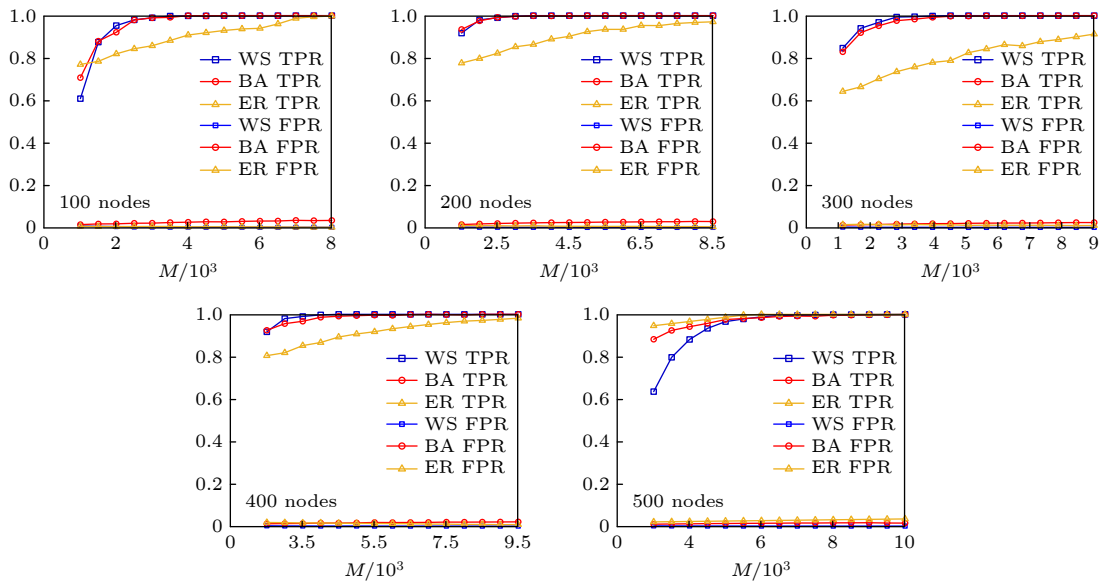 1.0
0.8
0.6
0.4
0.2
0
WS TPR
BA TPR
ER TPR
WS FPR
BA FPR
ER FPR
100 nodes
0 2 4 6 8
M/10³
1.0
0.8
0.6
0.4
0.2
0
WS TPR
BA TPR
ER TPR
WS FPR
BA FPR
ER FPR
200 nodes
0 2.5 4.5 6.5 8.5
M/10³
1.0
0.8
0.6
0.4
0.2
0
WS TPR
BA TPR
ER TPR
WS FPR
BA FPR
ER FPR
300 nodes
0 1 2 3 4 5 6 7 8 9
M/10³
1.0
0.8
0.6
0.4
0.2
0
WS TPR
BA TPR
ER TPR
WS FPR
BA FPR
ER FPR
400 nodes
0 3.5 5.5 7.5 9.5
M/10³
1.0
0.8
0.6
0.4
0.2
0
WS TPR
BA TPR
ER TPR
WS FPR
BA FPR
ER FPR
500 nodes
0 4 6 8 10
M/10³